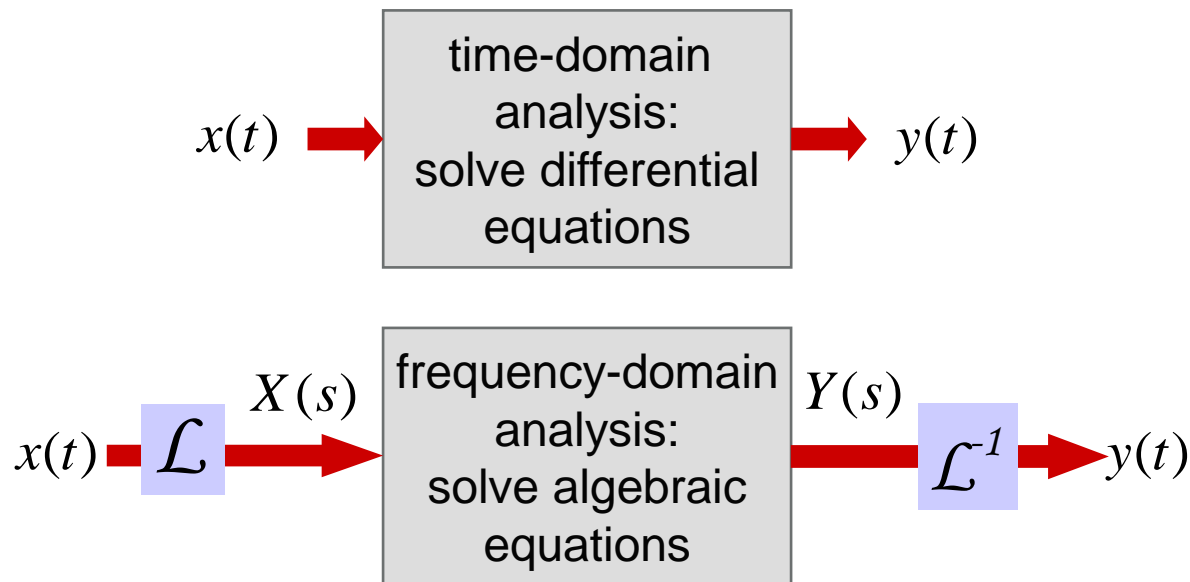 time-domain
analysis:
x(t)
solve differential
y(t)
equations
frequency-domain
X(s)
Y(s)
analysis:
x(t)
ℒ
ℒ⁻¹
y(t)
solve algebraic
equations